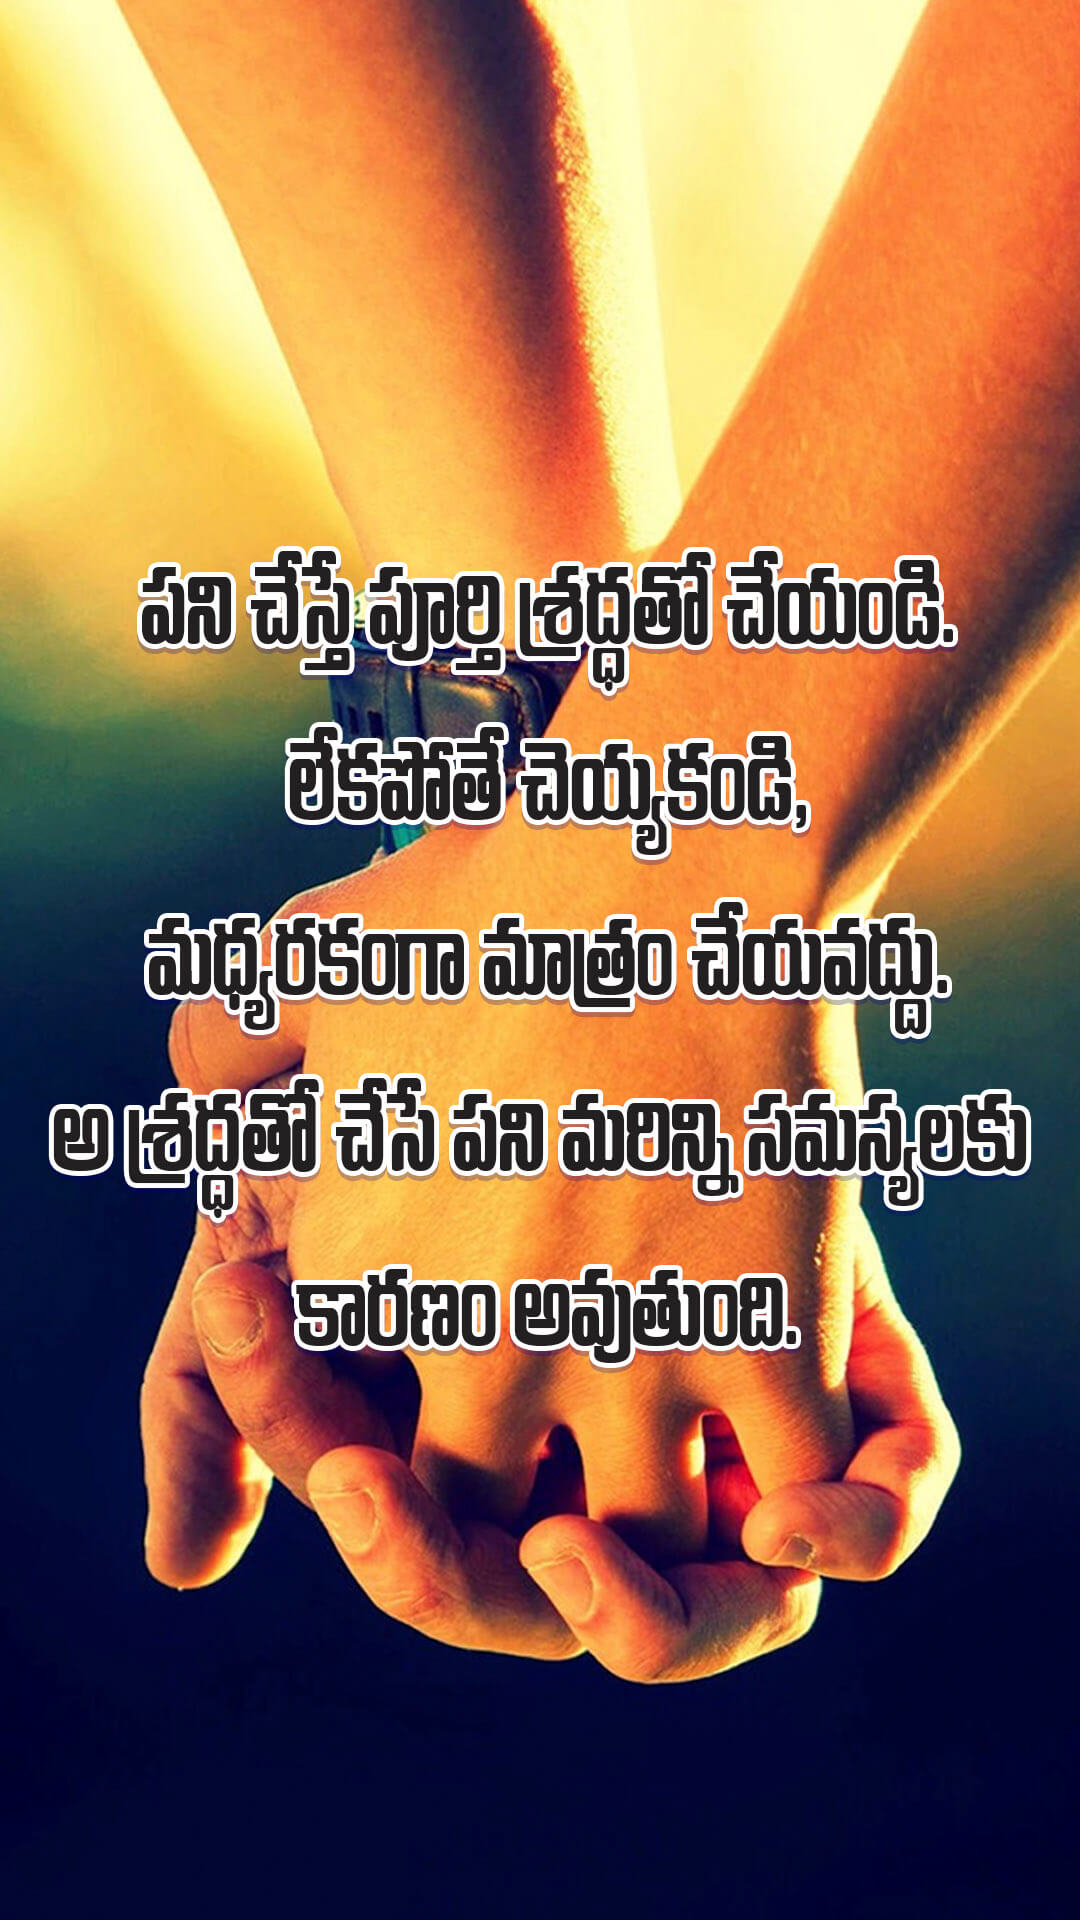 పని చేస్తే పూర్తి శ్రద్ధతో చేయండి.
లేకపోతే చెయ్యకండి,
మధ్యరకంగా మాత్రం చేయవద్దు.
అ శ్రద్ధతో చేసే పని మరిన్ని సమస్యలకు
కారణం అవుతుంది.